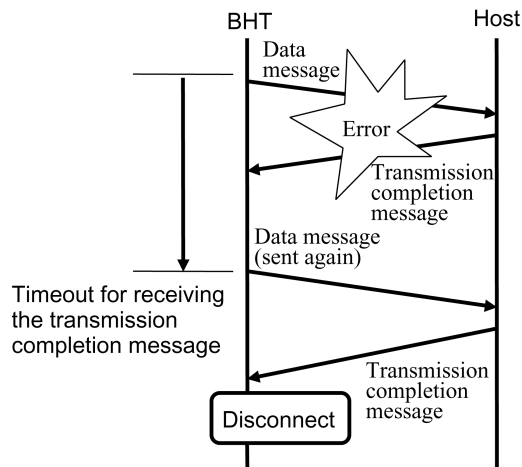 BHT
Host
Data
message
Error
Transmission
completion
message
Data message
(sent again)
Timeout for receiving
the transmission
completion message
Transmission
completion
message
Disconnect